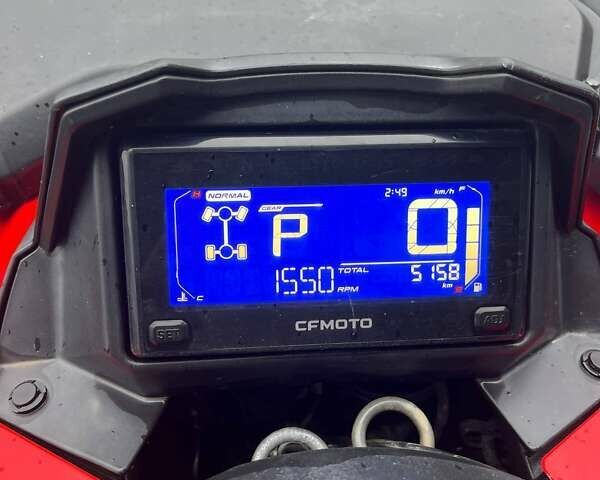 H NORMAL 2:49 km/h F
GEAR
P 0
TOTAL 5158
1550 RPM km E
C
SET CFMOTO ADJ